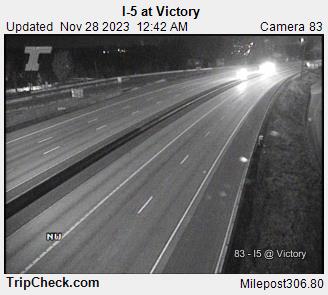 I-5 at Victory
Updated Nov 28 2023 12:42 AM Camera 83
T
NW
83 - I5 @ Victory
TripCheck.com Milepost306.80